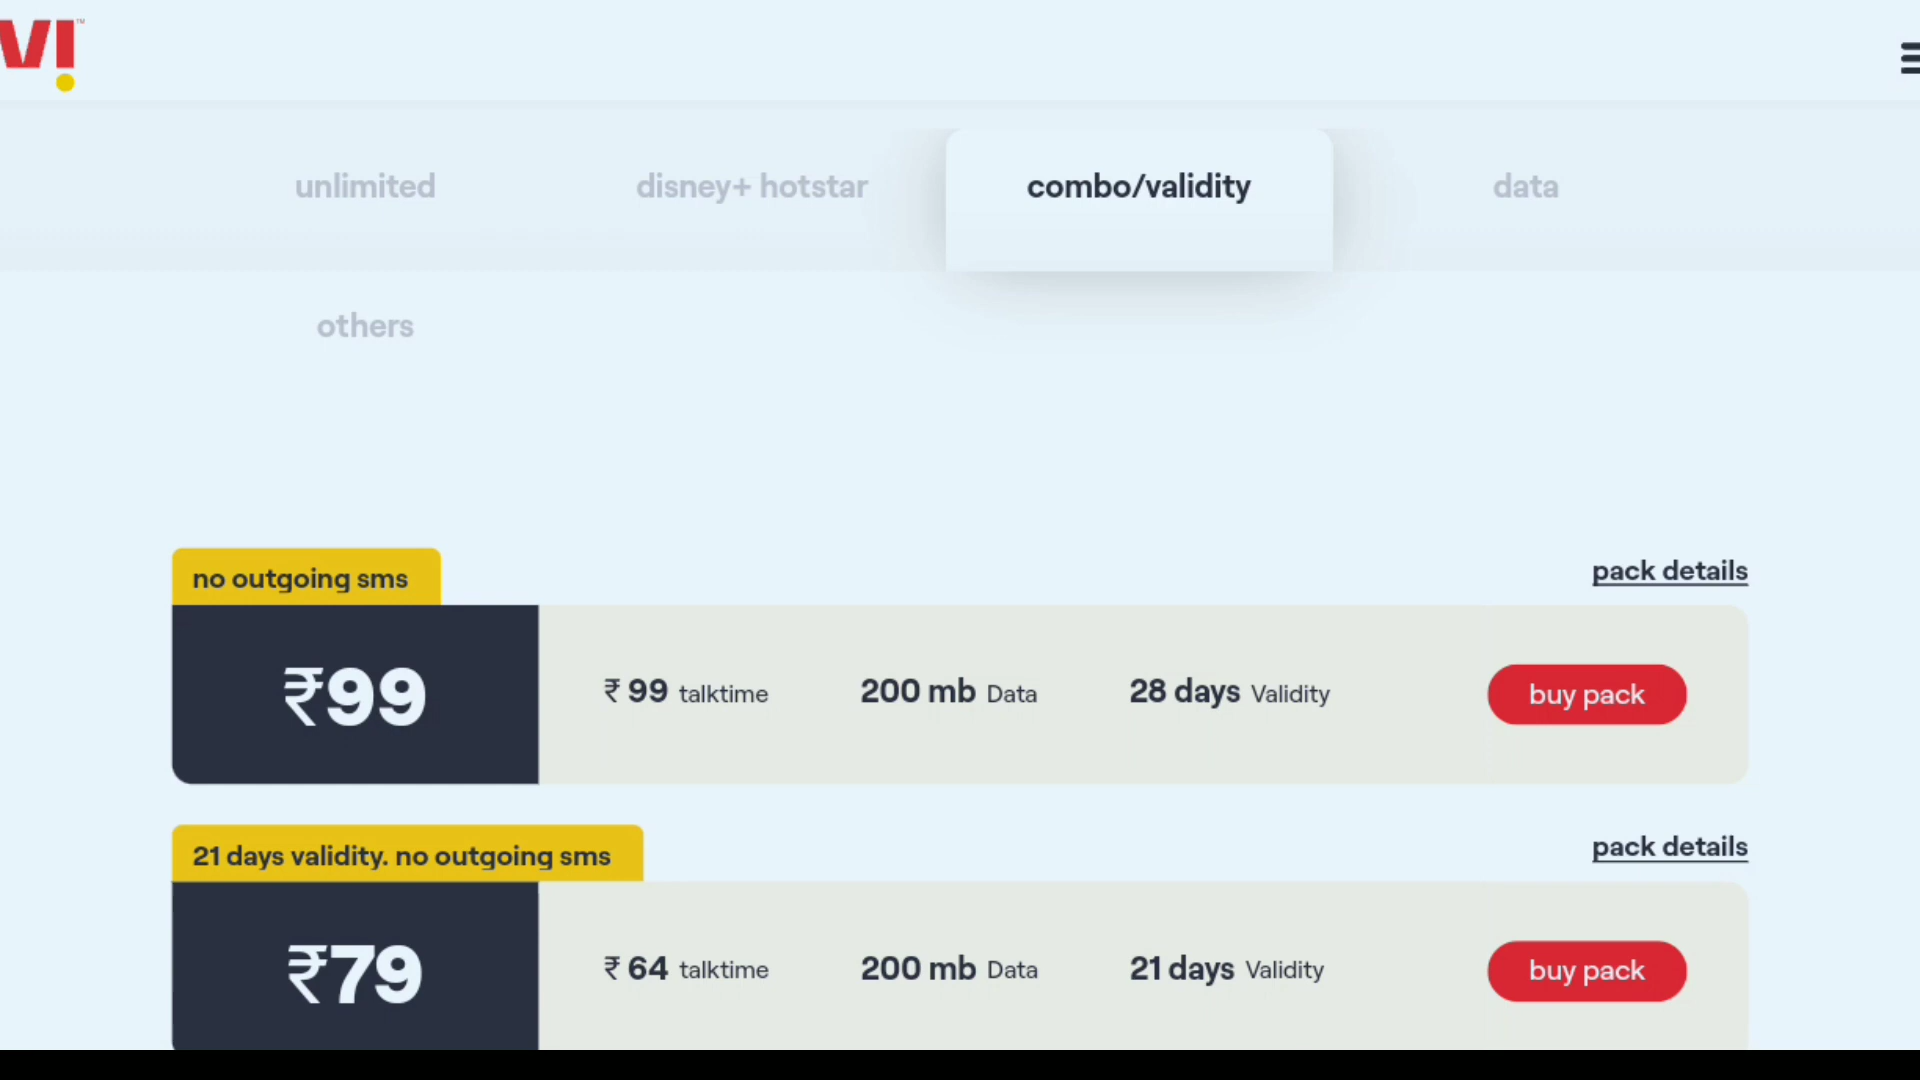 VI™
unlimited
disney+ hotstar
combo/validity
data
others
no outgoing sms
pack details
₹99
₹ 99 talktime
200 mb Data
28 days Validity
buy pack
21 days validity. no outgoing sms
pack details
₹79
₹ 64 talktime
200 mb Data
21 days Validity
buy pack